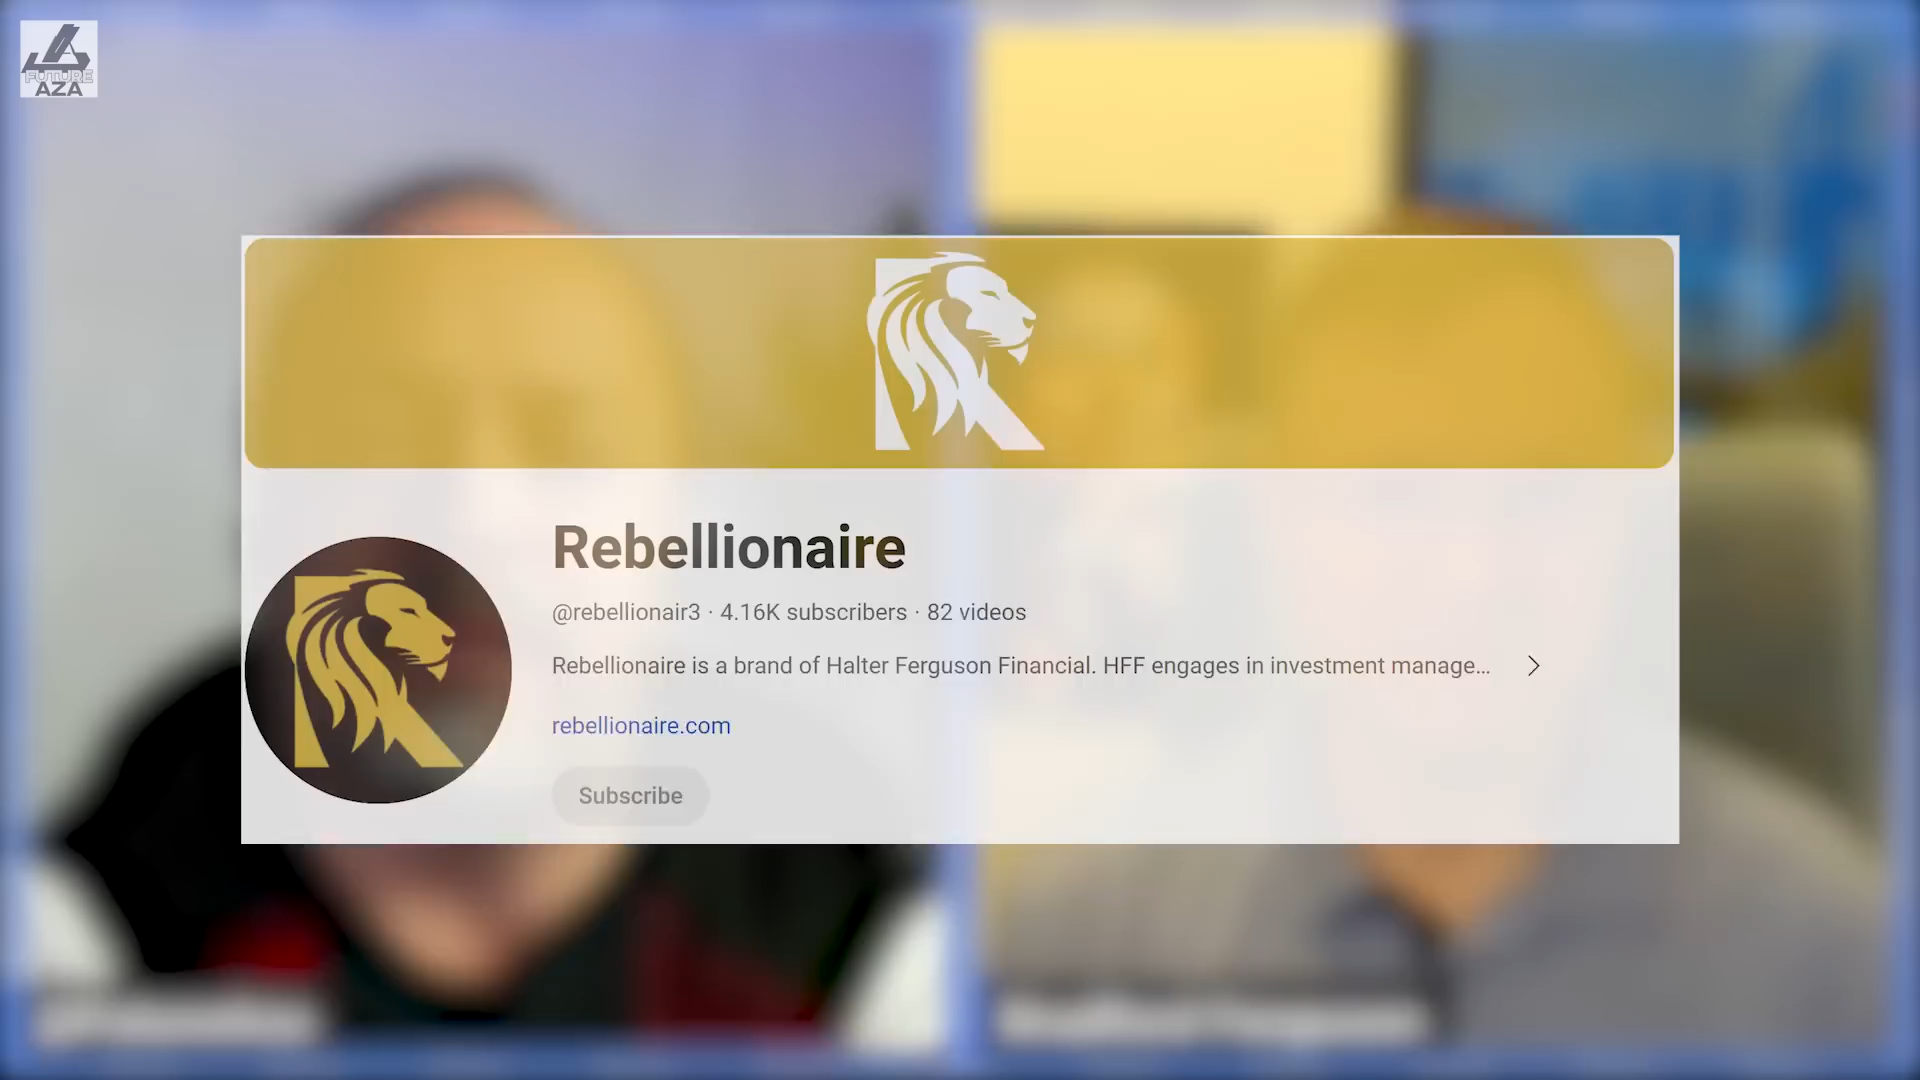 FUTURE
AZA
Rebellionaire
@rebellionair3 · 4.16K subscribers · 82 videos
Rebellionaire is a brand of Halter Ferguson Financial. HFF engages in investment manage...
rebellionaire.com
Subscribe